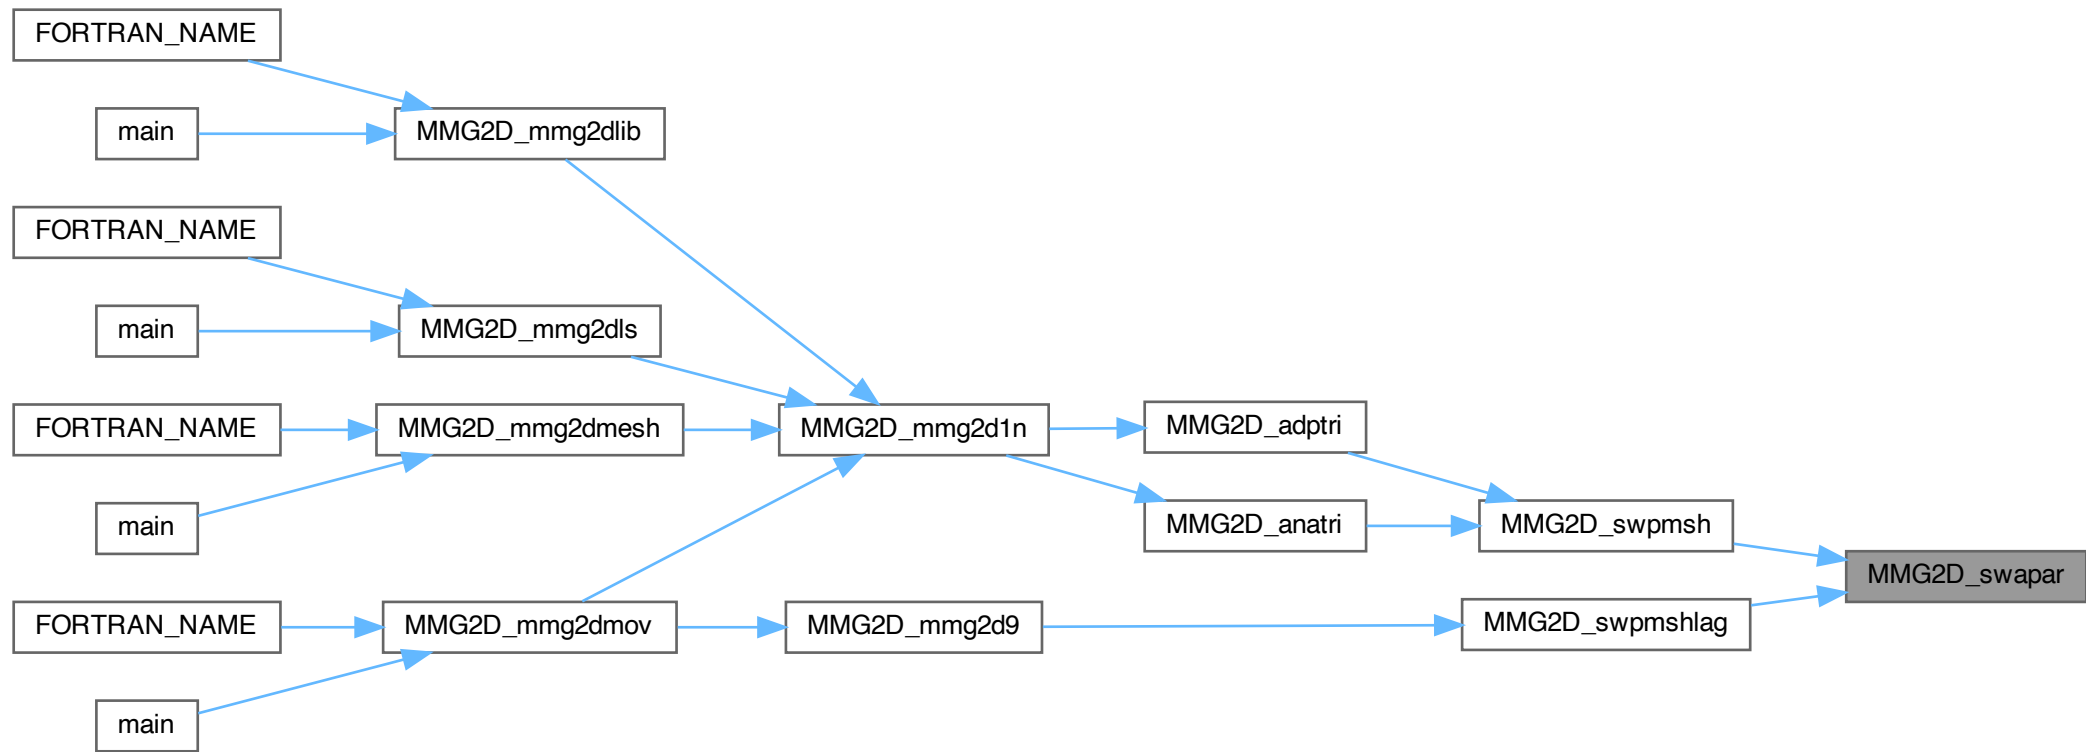 FORTRAN_NAME
main
MMG2D_mmg2dlib
FORTRAN_NAME
main
MMG2D_mmg2dls
FORTRAN_NAME
MMG2D_mmg2dmesh
MMG2D_mmg2d1n
MMG2D_adptri
main
MMG2D_anatri
MMG2D_swpmsh
MMG2D_swapar
FORTRAN_NAME
MMG2D_mmg2dmov
MMG2D_mmg2d9
MMG2D_swpmshlag
main